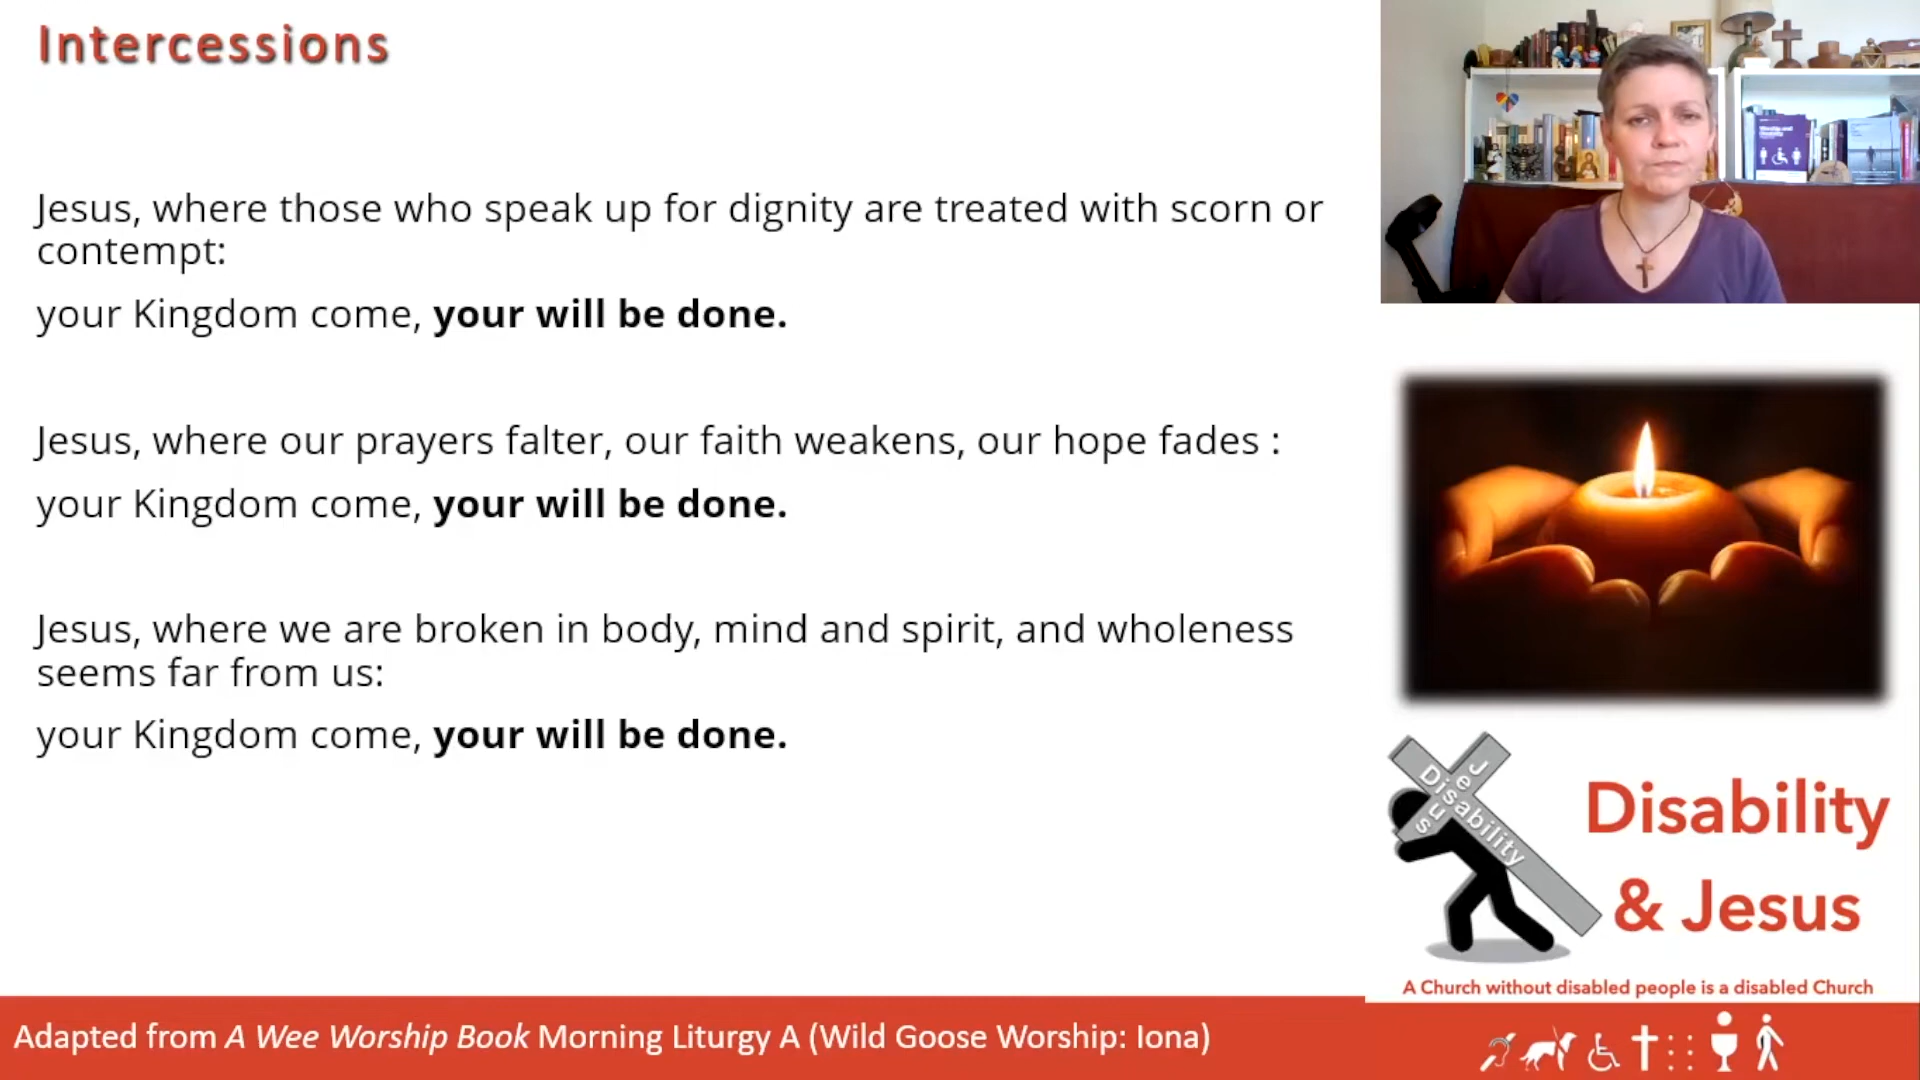 Intercessions
Jesus, where those who speak up for dignity are treated with scorn or
contempt:
your Kingdom come, your will be done.
Jesus, where our prayers falter, our faith weakens, our hope fades :
your Kingdom come, your will be done.
Jesus, where we are broken in body, mind and spirit, and wholeness
seems far from us:
your Kingdom come, your will be done.
Jesus
Disability
Disability
& Jesus
A Church without disabled people is a disabled Church
Adapted from A Wee Worship Book Morning Liturgy A (Wild Goose Worship: Iona)